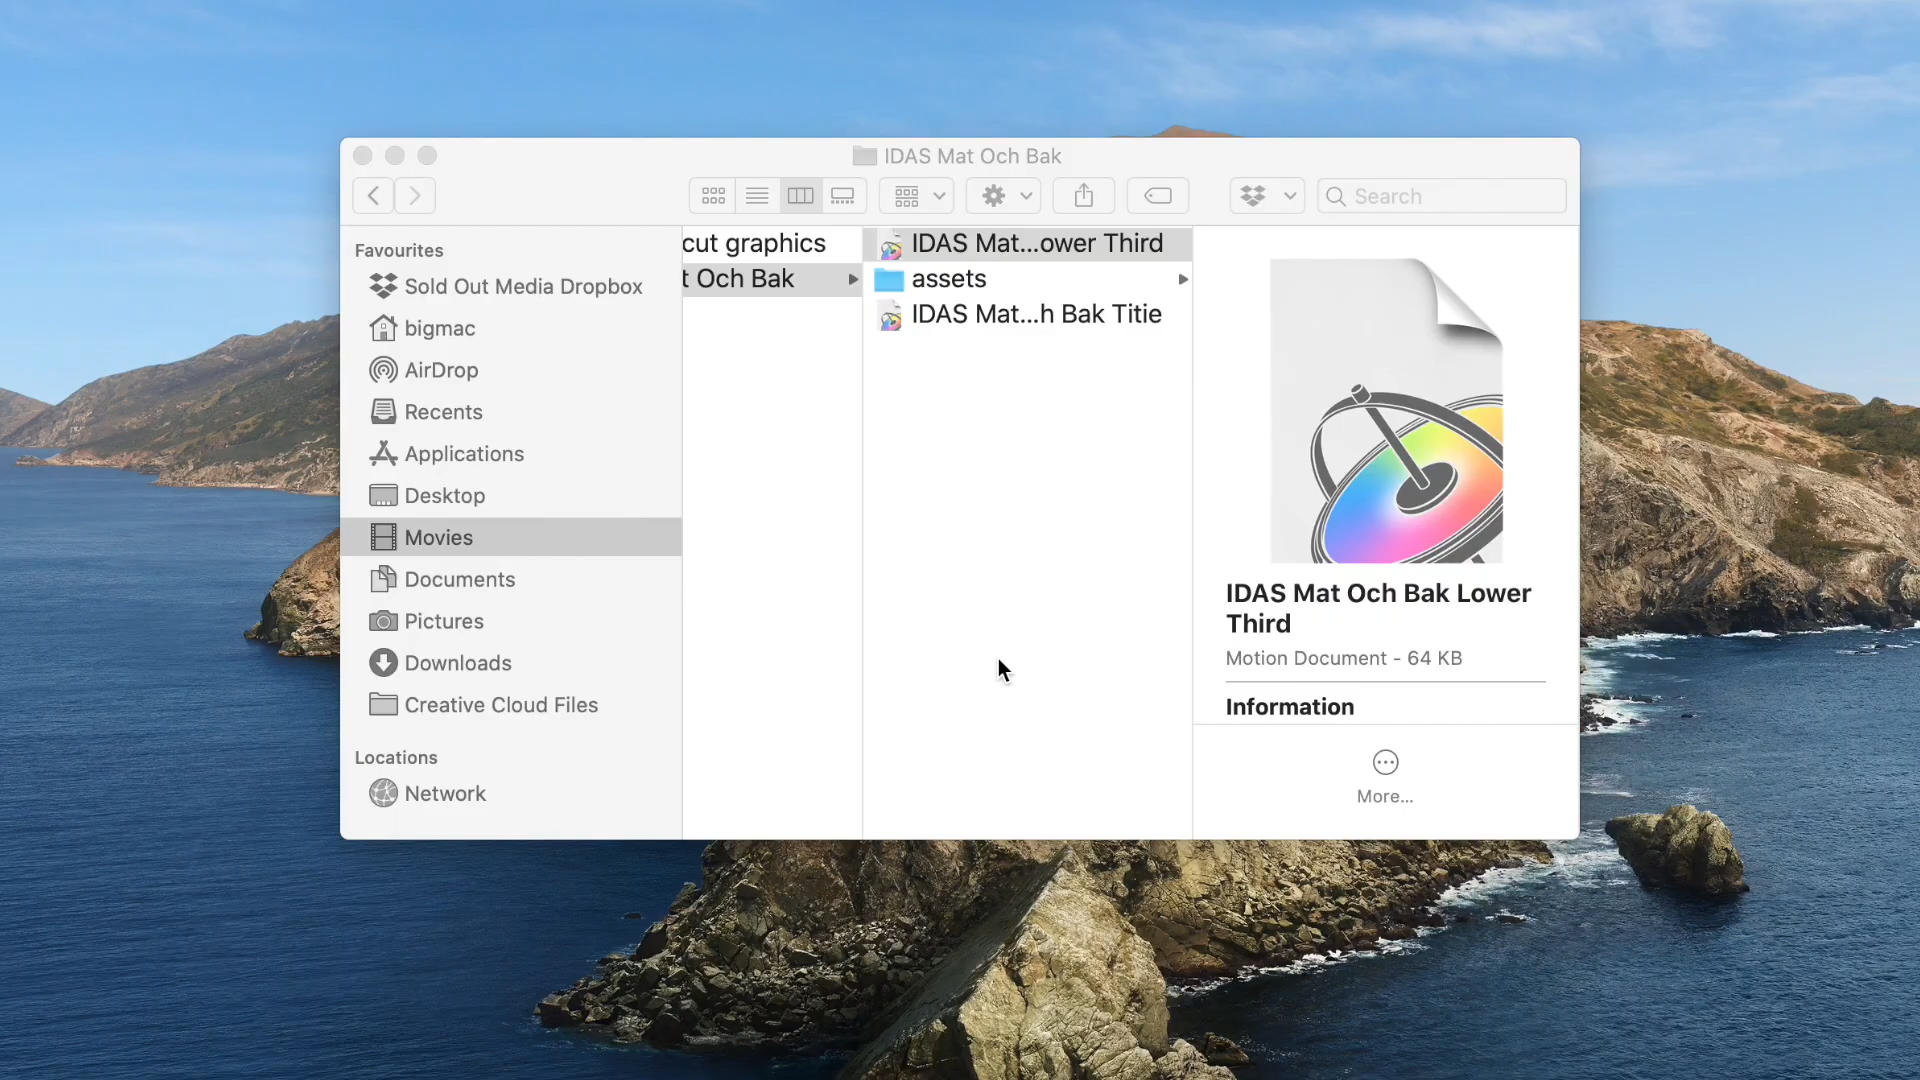 IDAS Mat Och Bak
Search
Favourites
Sold Out Media Dropbox
bigmac
AirDrop
Recents
Applications
Desktop
Movies
Documents
Pictures
Downloads
Creative Cloud Files
Locations
Network
cut graphics
t Och Bak
IDAS Mat...ower Third
assets
IDAS Mat...h Bak Titie
IDAS Mat Och Bak Lower
Third
Motion Document - 64 KB
Information
More...